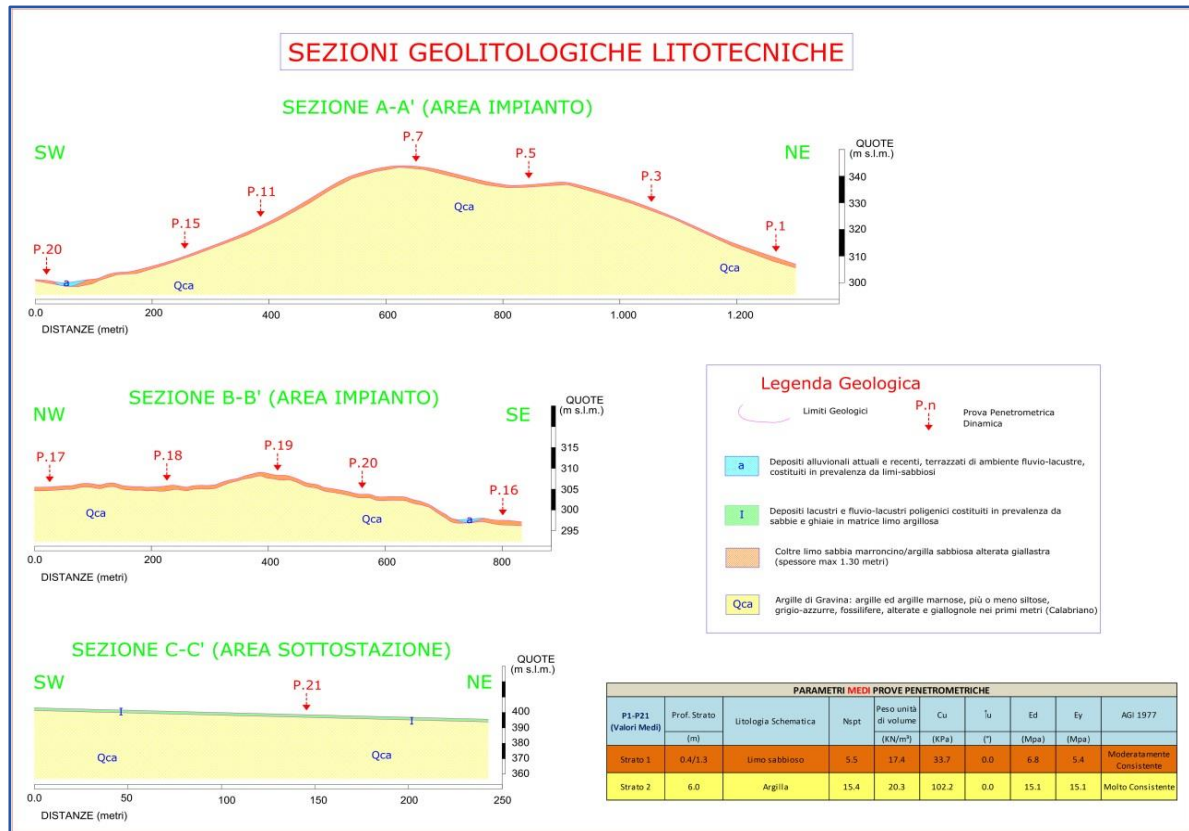 SEZIONI GEOLITOLOGICHE LITOTECNICHE
SEZIONE A-A' (AREA IMPIANTO)
SW
NE
QUOTE
(m s.l.m.)
P.7
P.5
P.3
P.11
P.15
P.1
P.20
340
330
320
310
300
Qca
Qca
Qca
a
0.0 200 400 600 800 1.000 1.200
DISTANZE (metri)
SEZIONE B-B' (AREA IMPIANTO)
NW
SE
QUOTE
(m s.l.m.)
P.17
P.18
P.19
P.20
P.16
315
310
305
300
295
Qca
Qca
a
0.0 200 400 600 800
DISTANZE (metri)
SEZIONE C-C' (AREA SOTTOSTAZIONE)
SW
NE
QUOTE
(m s.l.m.)
P.21
400
390
380
370
360
I
I
Qca
Qca
0.0 50 100 150 200 250
DISTANZE (metri)
Legenda Geologica
Limiti Geologici
P.n
Prova Penetrometrica
Dinamica
a
Depositi alluvionali attuali e recenti, terrazzati di ambiente fluvio-lacustre,
costituiti in prevalenza da limi-sabbiosi
I
Depositi lacustri e fluvio-lacustri poligenici costituiti in prevalenza da
sabbie e ghiaie in matrice limo argillosa
Coltre limo sabbia marroncino/argilla sabbiosa alterata giallastra
(spessore max 1.30 metri)
Qca
Argille di Gravina: argille ed argille marnose, più o meno siltose,
grigio-azzurre, fossilifere, alterate e giallognole nei primi metri (Calabriano)
PARAMETRI MEDI PROVE PENETROMETRICHE
P1-P21 (Valori Medi) Prof. Strato Litologia Schematica Nspt Peso unità di volume Cu Ed Ey AGI 1977
(m) (KN/m³) (KPa) (°) (Mpa) (Mpa)
Strato 1 0.4/1.3 Limo sabbioso 5.5 17.4 33.7 0.0 6.8 5.4 Moderatamente Consistente
Strato 2 6.0 Argilla 15.4 20.3 102.2 0.0 15.1 15.1 Molto Consistente